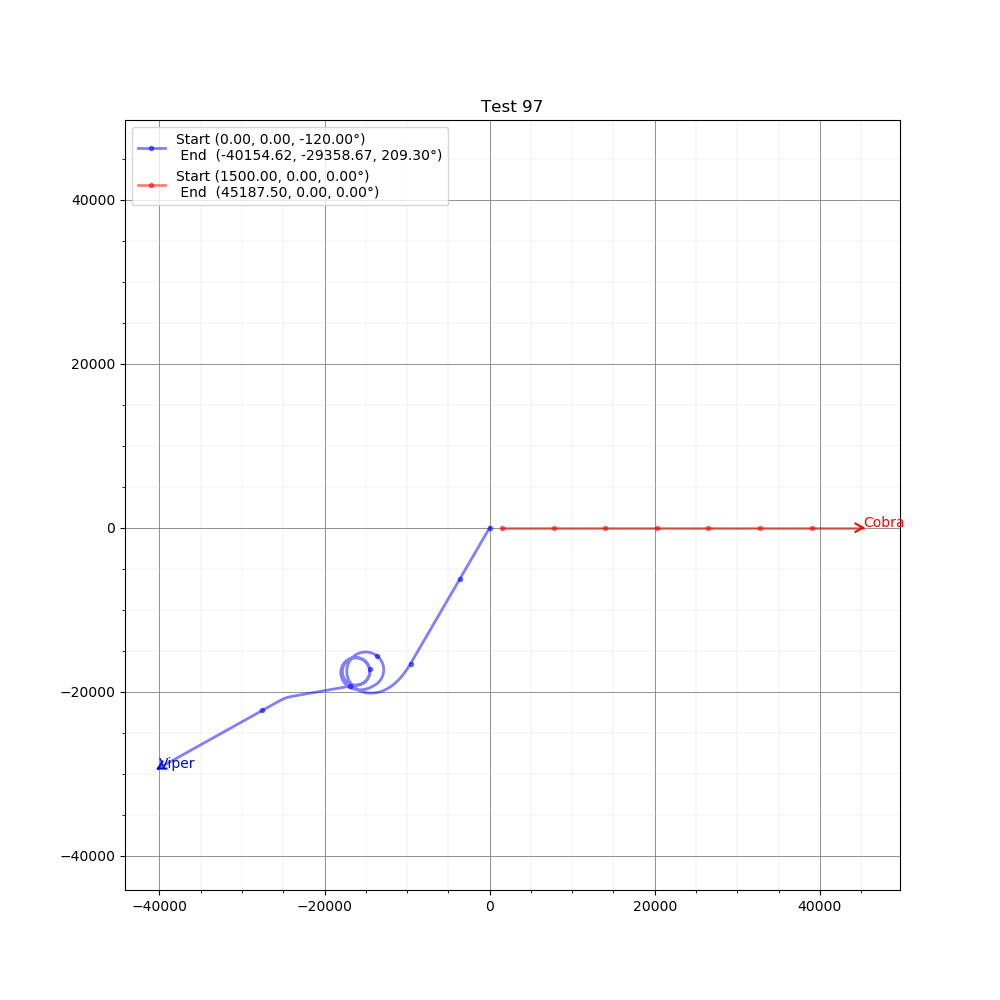 Test 97
Start (0.00, 0.00, -120.00°)
End  (-40154.62, -29358.67, 209.30°)
Start (1500.00, 0.00, 0.00°)
End  (45187.50, 0.00, 0.00°)
40000
20000
0
−20000
−40000
Cobra
Viper
−40000
−20000
0
20000
40000